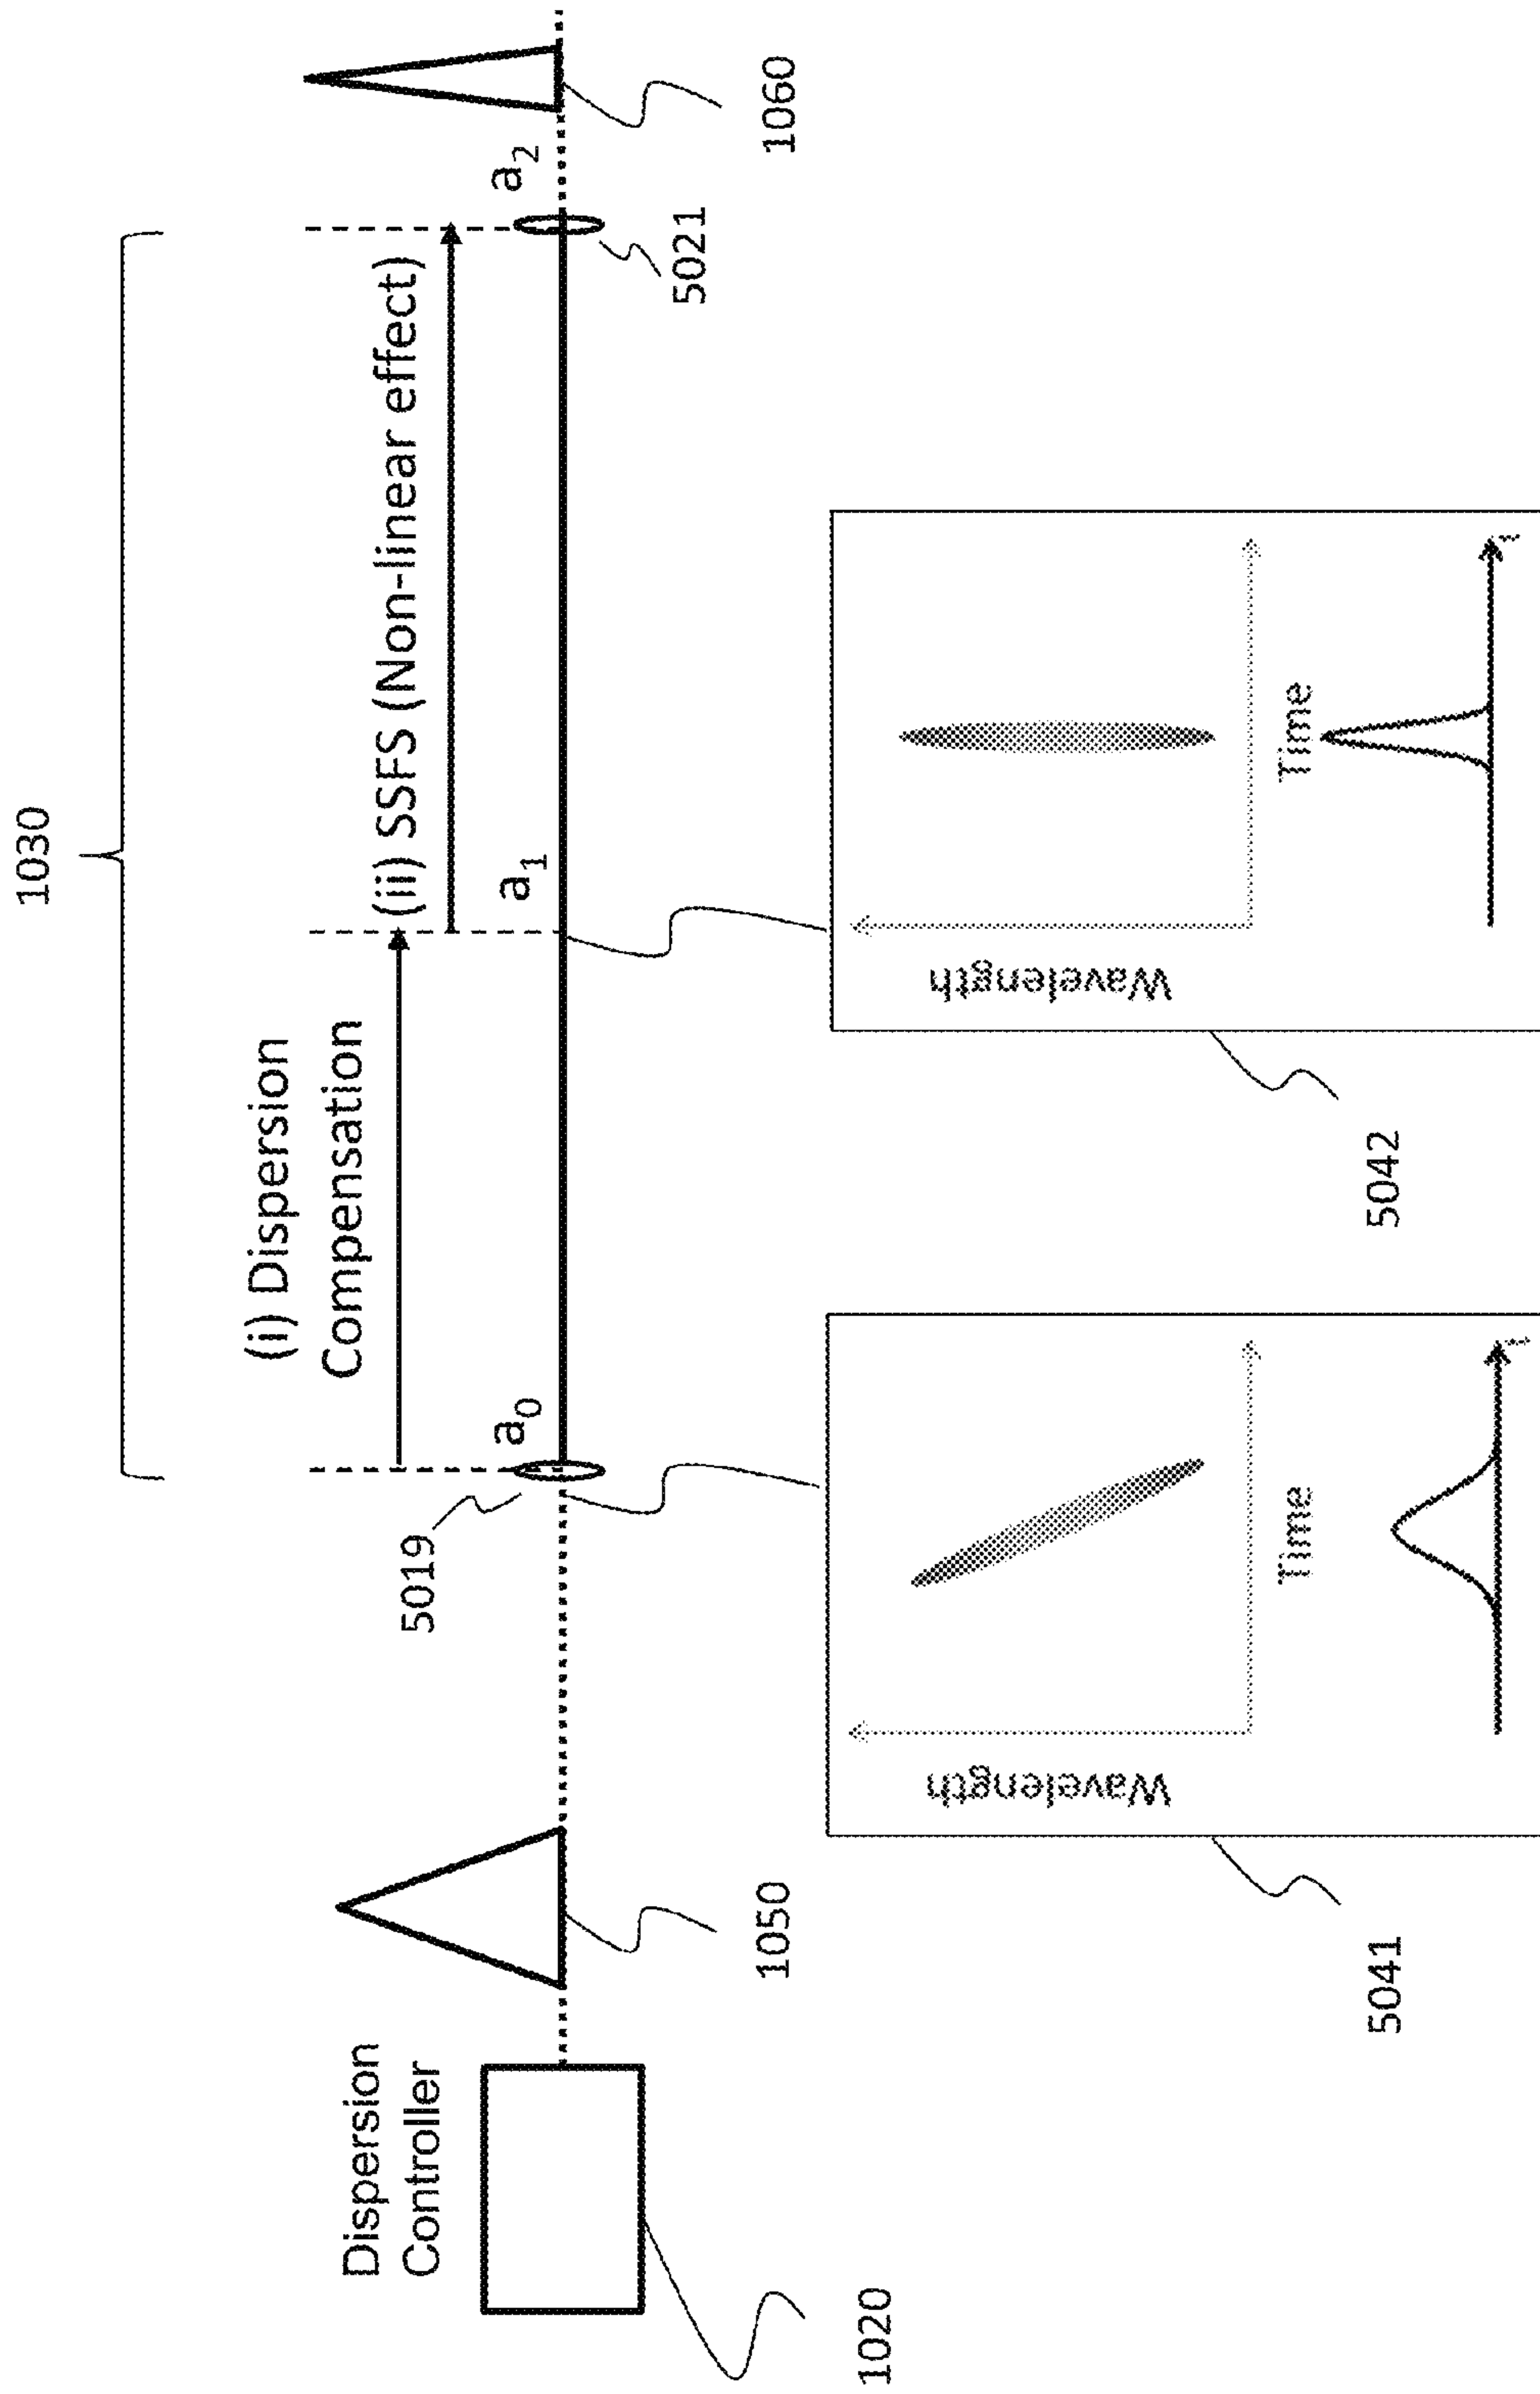 1030
(i) Dispersion
Compensation
(ii) SSFS (Non-linear effect)
Dispersion
Controller
5019
a0
a1
a2
5021
1020
1050
1060
Wavelength
Time
t
5041
Wavelength
Time
t
5042